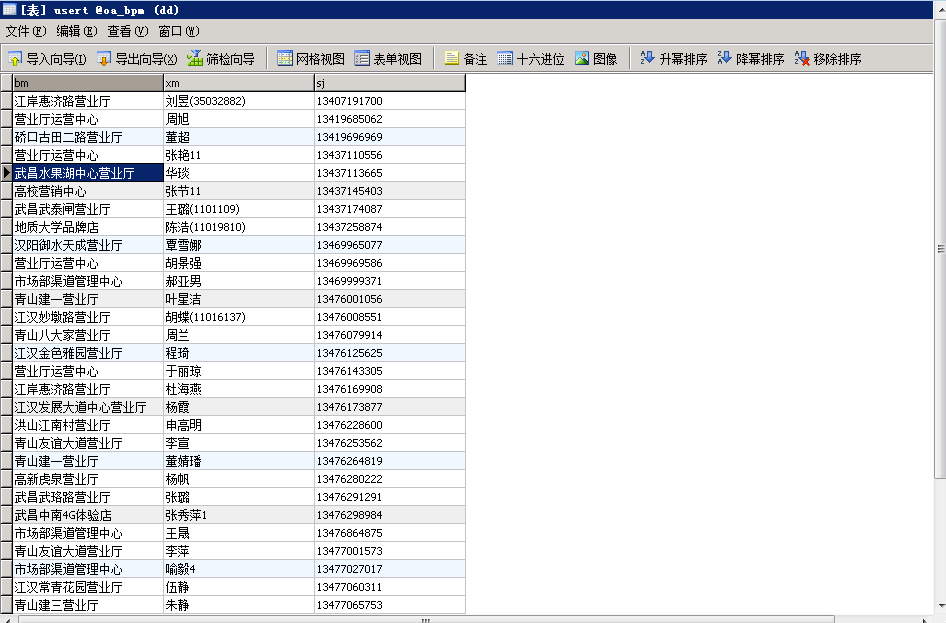 [表] usert @oa_bpm (dd)
文件(F) 编辑(E) 查看(V) 窗口(W)
导入向导(I) 导出向导(X) 筛检向导 网格视图 表单视图 备注 十六进位 图像 升幂排序 降幂排序 移除排序
bm xm sj
江岸惠济路营业厅 刘昱(35032882) 13407191700
营业厅运营中心 周旭 13419685062
硚口古田二路营业厅 董超 13419696969
营业厅运营中心 张艳11 13437110556
武昌水果湖中心营业厅 华琰 13437113665
高校营销中心 张节11 13437145403
武昌武泰闸营业厅 王璐(1101109) 13437174087
地质大学品牌店 陈浩(11019810) 13437258874
汉阳御水天成营业厅 覃雪娜 13469965077
营业厅运营中心 胡景强 13469969586
市场部渠道管理中心 郝亚男 13469999371
青山建一营业厅 叶星洁 13476001056
江汉妙墩路营业厅 胡蝶(11016137) 13476008551
青山八大家营业厅 周兰 13476079914
江汉金色雅园营业厅 程琦 13476125625
营业厅运营中心 于丽琼 13476143305
江岸惠济路营业厅 杜海燕 13476169908
江汉发展大道中心营业厅 杨霞 13476173877
洪山江南村营业厅 申高明 13476228600
青山友谊大道营业厅 李宣 13476253562
青山建一营业厅 董婧璠 13476264819
高新虎泉营业厅 杨帆 13476280222
武昌武珞路营业厅 张璐 13476291291
武昌中南4G体验店 张秀萍1 13476298984
市场部渠道管理中心 王晟 13476864875
青山友谊大道营业厅 李萍 13477001573
市场部渠道管理中心 喻毅4 13477027017
江汉常青花园营业厅 伍静 13477060311
青山建三营业厅 朱静 13477065753